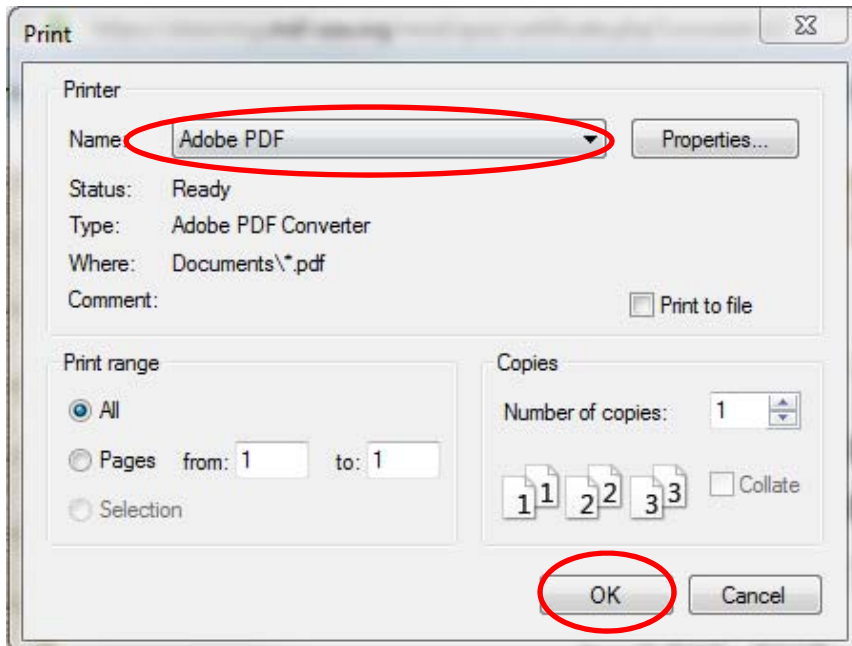 Print
Printer
Name: Adobe PDF Properties...
Status: Ready
Type: Adobe PDF Converter
Where: Documents\*.pdf
Comment:
Print to file
Print range
All
Pages from: 1 to: 1
Selection
Copies
Number of copies: 1
1 1 2 2 3 3 Collate
OK Cancel